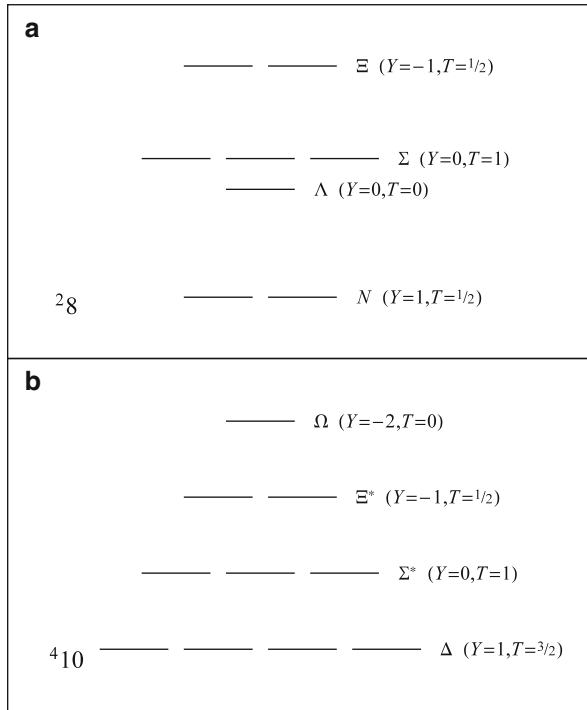 a
Ξ (Y=−1,T=1/2)
Σ (Y=0,T=1)
Λ (Y=0,T=0)
N (Y=1,T=1/2)
²8
b
Ω (Y=−2,T=0)
Ξ* (Y=−1,T=1/2)
Σ* (Y=0,T=1)
Δ (Y=1,T=3/2)
⁴10